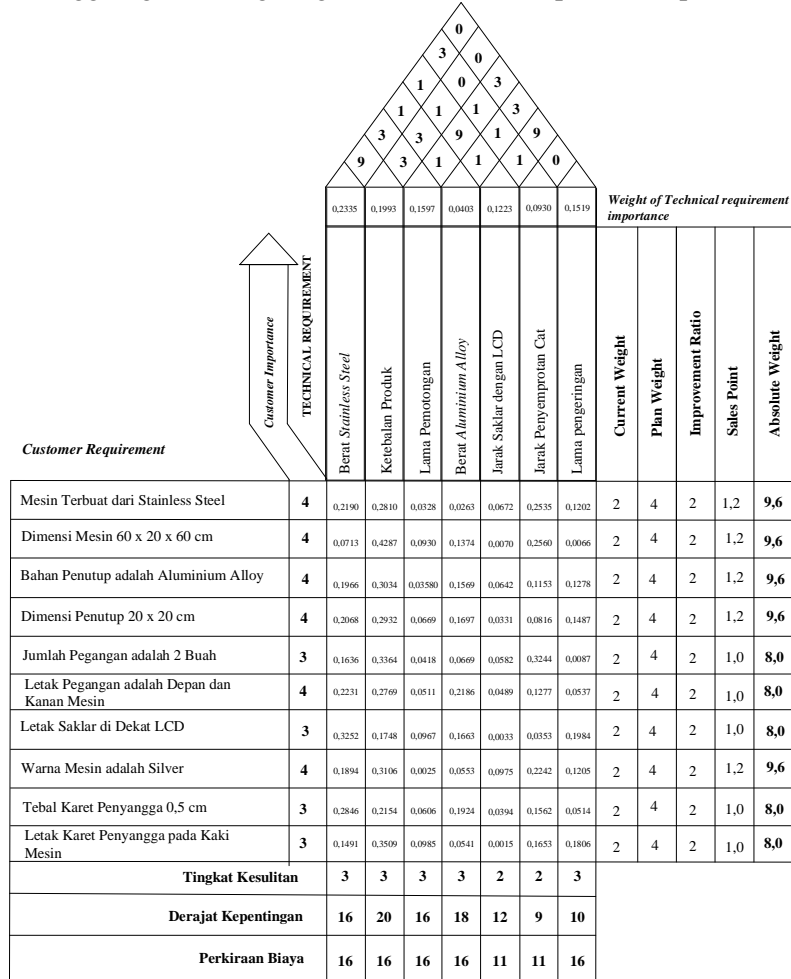 0
3 0
1 0 3
1 1 1 3
3 3 9 1 9
9 3 1 1 1 0
0,2335 0,1993 0,1597 0,0403 0,1223 0,0930 0,1519
Weight of Technical requirement
importance
Customer Requirement
Customer Importance
TECHNICAL REQUIREMENT
Berat Stainless Steel
Ketebalan Produk
Lama Pemotongan
Berat Aluminium Alloy
Jarak Saklar dengan LCD
Jarak Penyemprotan Cat
Lama pengeringan
Current Weight
Plan Weight
Improvement Ratio
Sales Point
Absolute Weight
Mesin Terbuat dari Stainless Steel 4 0,2190 0,2810 0,0328 0,0263 0,0672 0,2535 0,1202 2 4 2 1,2 9,6
Dimensi Mesin 60 x 20 x 60 cm 4 0,0713 0,4287 0,0930 0,1374 0,0070 0,2560 0,0066 2 4 2 1,2 9,6
Bahan Penutup adalah Aluminium Alloy 4 0,1966 0,3034 0,03580 0,1569 0,0642 0,1153 0,1278 2 4 2 1,2 9,6
Dimensi Penutup 20 x 20 cm 4 0,2068 0,2932 0,0669 0,1697 0,0331 0,0816 0,1487 2 4 2 1,2 9,6
Jumlah Pegangan adalah 2 Buah 3 0,1636 0,3364 0,0418 0,0669 0,0582 0,3244 0,0087 2 4 2 1,0 8,0
Letak Pegangan adalah Depan dan
Kanan Mesin 4 0,2231 0,2769 0,0511 0,2186 0,0489 0,1277 0,0537 2 4 2 1,0 8,0
Letak Saklar di Dekat LCD 3 0,3252 0,1748 0,0967 0,1663 0,0033 0,0353 0,1984 2 4 2 1,0 8,0
Warna Mesin adalah Silver 4 0,1894 0,3106 0,0025 0,0553 0,0975 0,2242 0,1205 2 4 2 1,2 9,6
Tebal Karet Penyangga 0,5 cm 3 0,2846 0,2154 0,0606 0,1924 0,0394 0,1562 0,0514 2 4 2 1,0 8,0
Letak Karet Penyangga pada Kaki
Mesin 3 0,1491 0,3509 0,0985 0,0541 0,0015 0,1653 0,1806 2 4 2 1,0 8,0
Tingkat Kesulitan 3 3 3 3 2 2 3
Derajat Kepentingan 16 20 16 18 12 9 10
Perkiraan Biaya 16 16 16 16 11 11 16